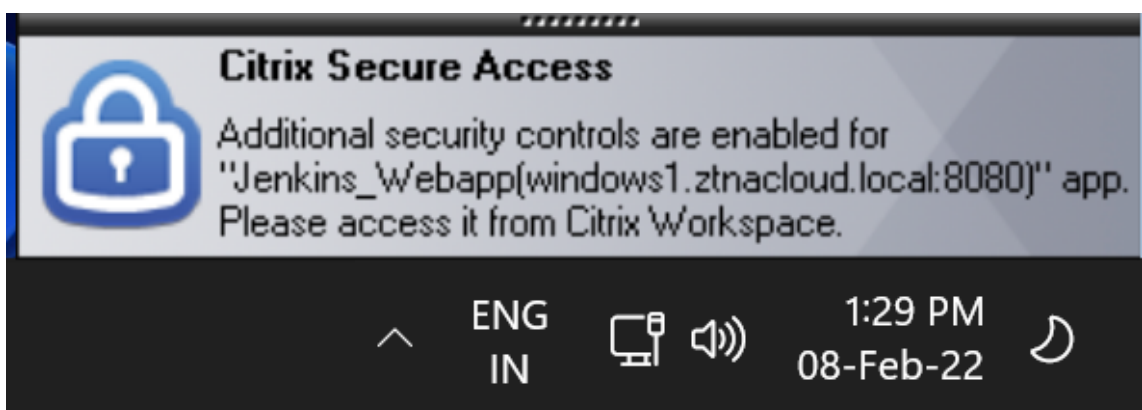 Citrix Secure Access
Additional security controls are enabled for
"Jenkins_Webapp(windows1.ztnacloud.local:8080)" app.
Please access it from Citrix Workspace.
ENG
IN
1:29 PM
08-Feb-22